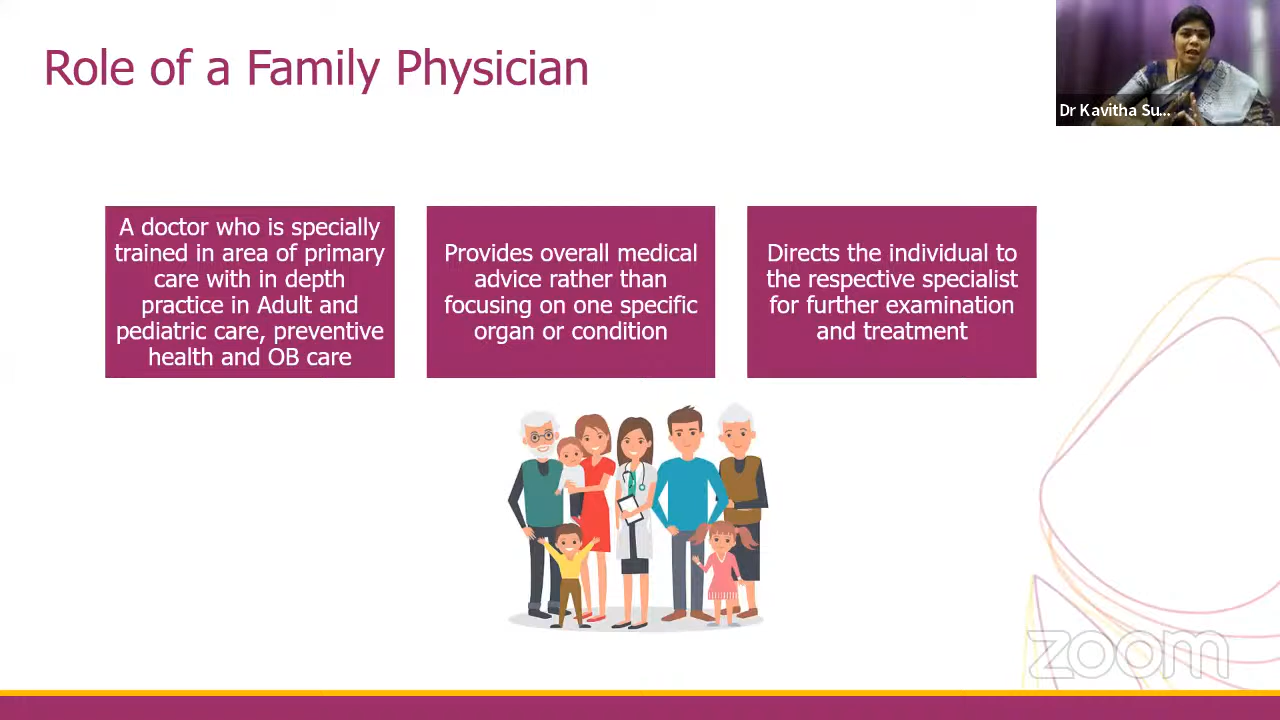 Role of a Family Physician
Dr Kavitha Su...
A doctor who is specially
trained in area of primary
care with in depth
practice in Adult and
pediatric care, preventive
health and OB care
Provides overall medical
advice rather than
focusing on one specific
organ or condition
Directs the individual to
the respective specialist
for further examination
and treatment
zoom